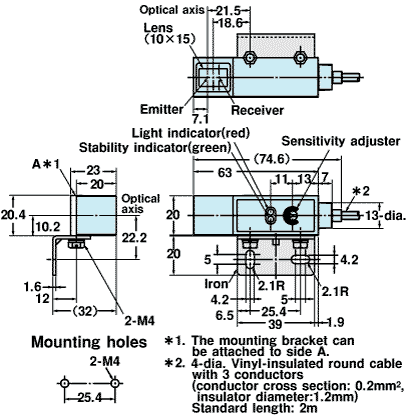 Optical axis
21.5
18.6
Lens
(10×15)
Emitter
Receiver
7.1
Light indicator(red)
Stability indicator(green)
Sensitivity adjuster
A＊1
23
20
(74.6)
63
11
13
7
＊2
Optical
axis
20.4
10.2
22.2
20
20
13-dia.
5
4.2
Iron
2.1R
2.1R
4.2
5
6.5
25.4
39
1.9
1.6
12
(32)
2-M4
Mounting holes
2-M4
25.4
＊1. The mounting bracket can
be attached to side A.
＊2. 4-dia. Vinyl-insulated round cable
with 3 conductors
(conductor cross section: 0.2mm²,
insulator diameter:1.2mm)
Standard length: 2m